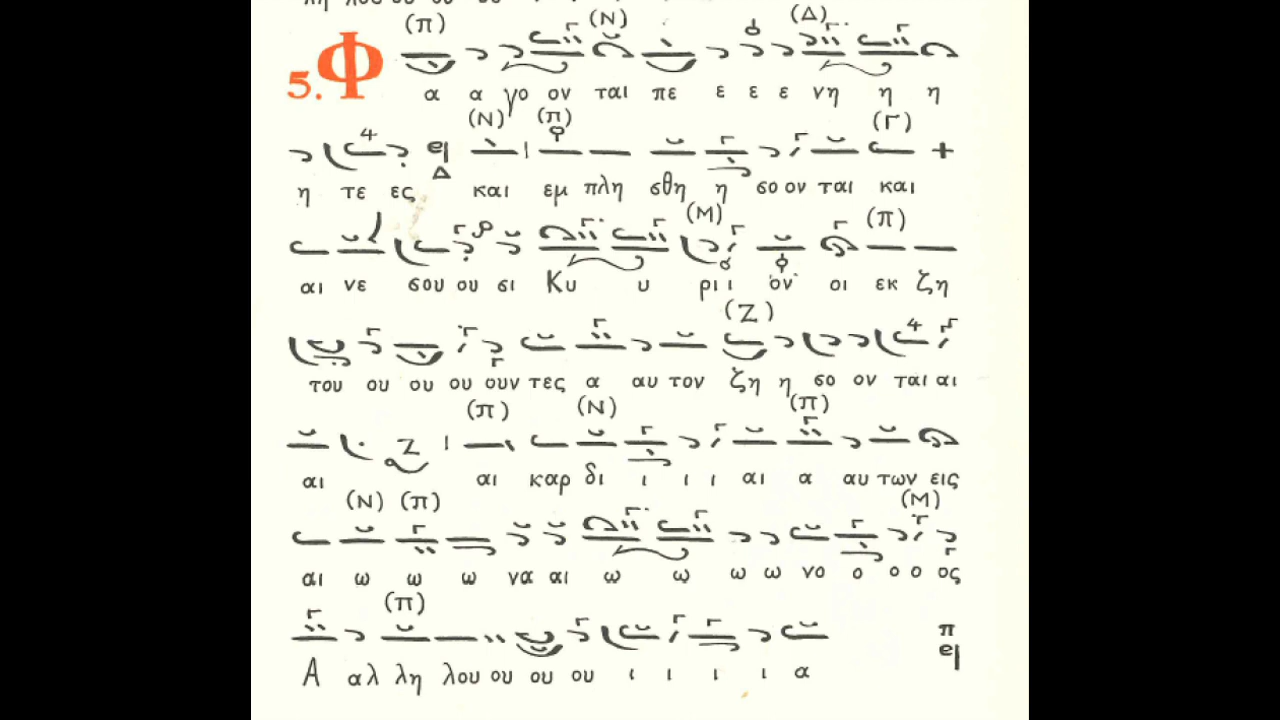 (π) (Ν) (Δ)
5. Φ α α γο ον ται πε ε ε ε νη η η
(Ν) (π) (Γ)
η τε ες Δ και εμ πλη σθη η σο ον ται και
(Μ) (π)
αι νε σου ου σι Κυ υ ρι ι ον οι εκ ζη
(Ζ)
του ου ου ου ουν τες α αυ τον ζη η σο ον ται αι
(π) (Ν) (π)
αι Ζ αι καρ δι ι ι ι αι α αυ των εις
(Ν) (π) (Μ)
αι ω ω ω να αι ω ω ω ω νο ο ο ο ος
(π) π
Α αλ λη λου ου ου ου ι ι ι ι α